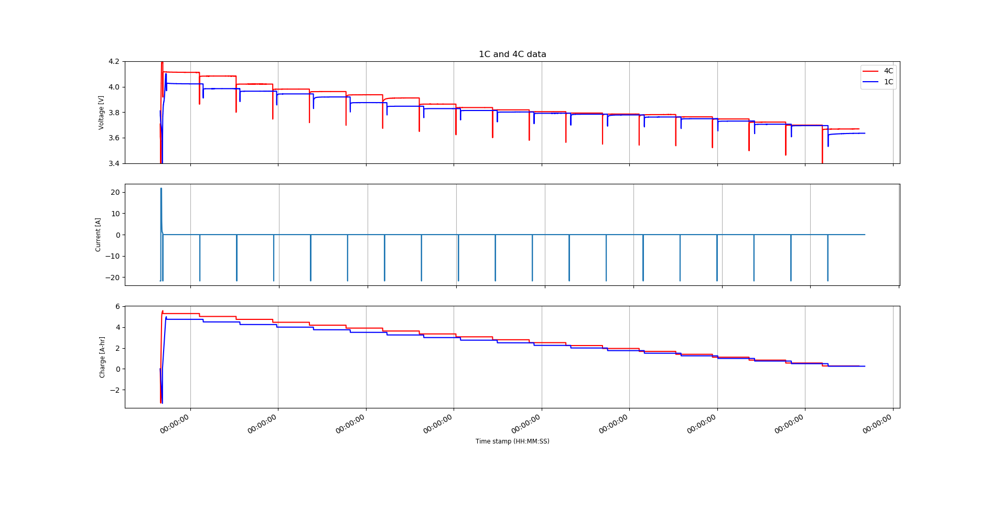 1C and 4C data
4.2
4.0
3.8
3.6
3.4
Voltage [V]
4C
1C
20
10
0
−10
−20
Current [A]
6
4
2
0
−2
Charge [A-hr]
00:00:00 00:00:00 00:00:00 00:00:00 00:00:00 00:00:00 00:00:00 00:00:00 00:00:00
Time stamp (HH:MM:SS)